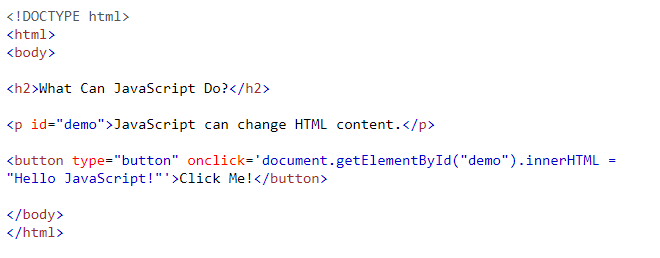 <!DOCTYPE html>
<html>
<body>
<h2>What Can JavaScript Do?</h2>
<p id="demo">JavaScript can change HTML content.</p>
<button type="button" onclick='document.getElementById("demo").innerHTML =
"Hello JavaScript!"'>Click Me!</button>
</body>
</html>